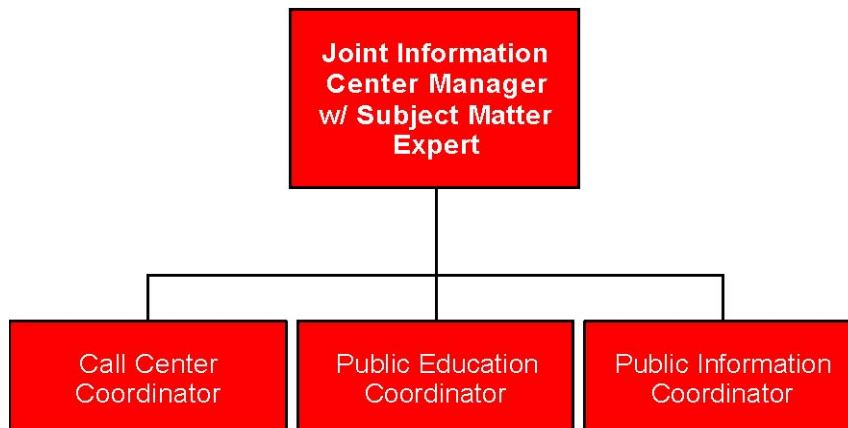 Joint Information
Center Manager
w/ Subject Matter
Expert
Call Center
Coordinator
Public Education
Coordinator
Public Information
Coordinator